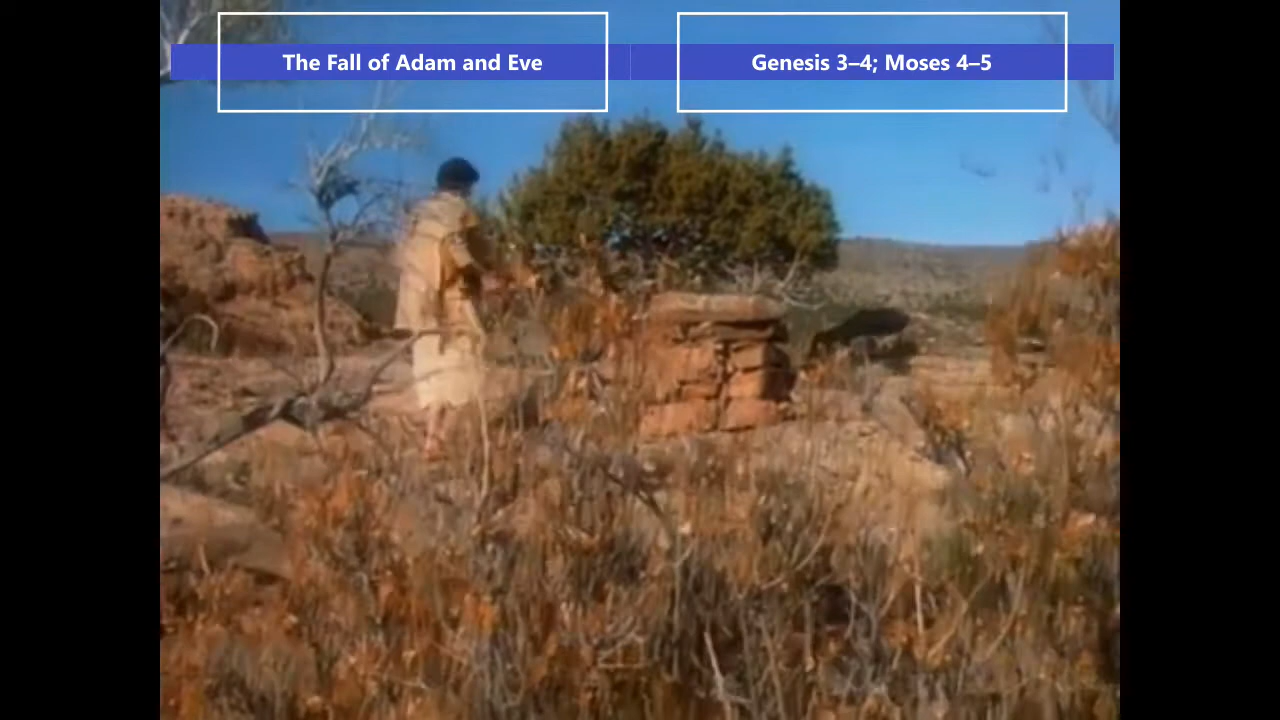 The Fall of Adam and Eve
Genesis 3–4; Moses 4–5